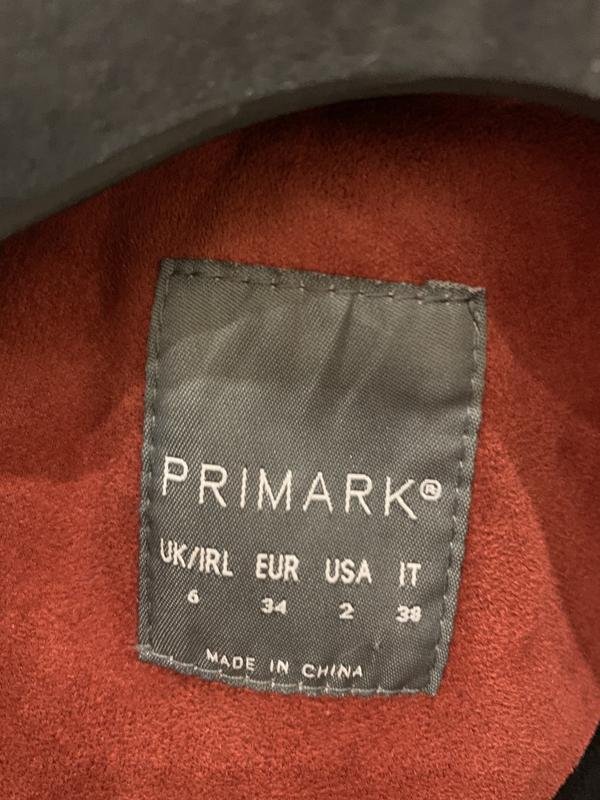 PRIMARK®
UK/IRL EUR USA IT
6 34 2 38
MADE IN CHINA